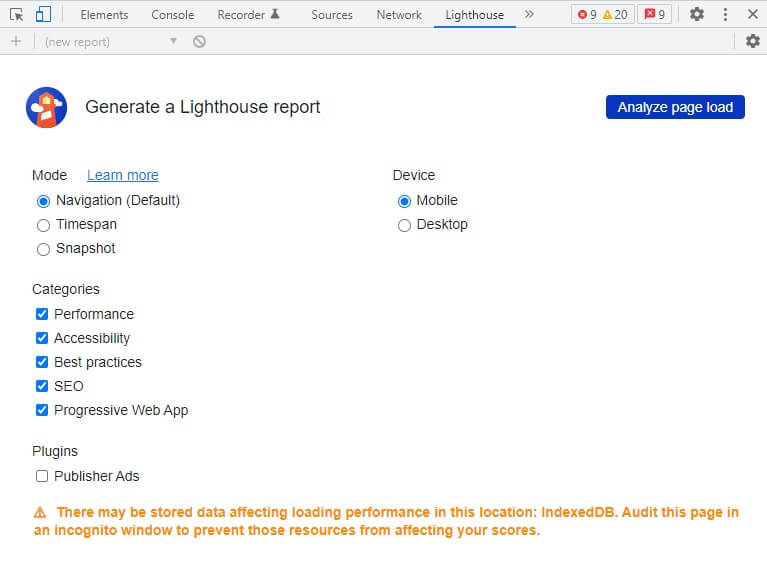 Elements Console Recorder Sources Network Lighthouse » 9 20 9
+ (new report)
Generate a Lighthouse report Analyze page load
Mode Learn more Device
Navigation (Default) Mobile
Timespan Desktop
Snapshot
Categories
Performance
Accessibility
Best practices
SEO
Progressive Web App
Plugins
Publisher Ads
There may be stored data affecting loading performance in this location: IndexedDB. Audit this page in
an incognito window to prevent those resources from affecting your scores.